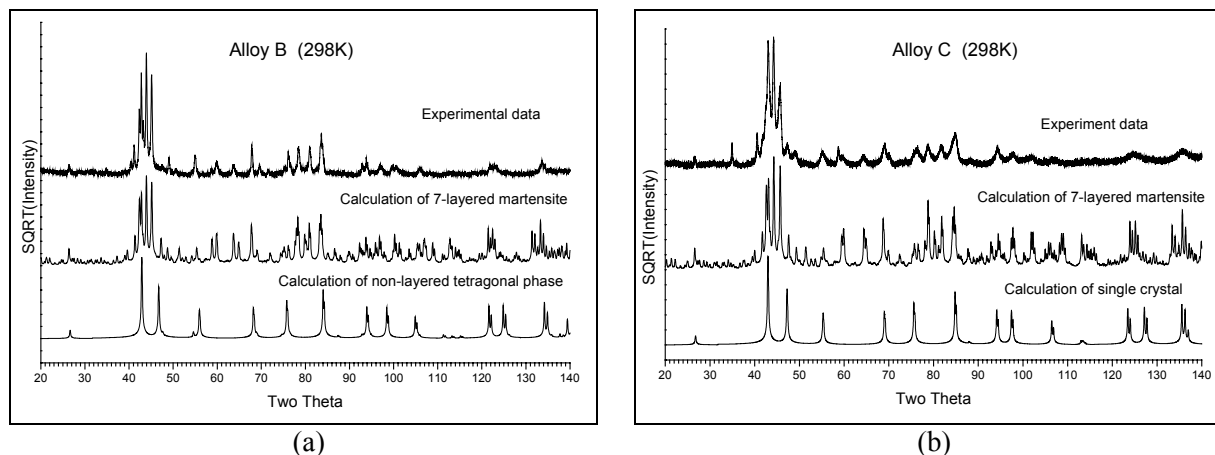 Alloy B (298K)
Experimental data
Calculation of 7-layered martensite
Calculation of non-layered tetragonal phase
SQRT(Intensity)
20 30 40 50 60 70 80 90 100 110 120 130 140
Two Theta
(a)
Alloy C (298K)
Experiment data
Calculation of 7-layered martensite
Calculation of single crystal
SQRT(Intensity)
20 30 40 50 60 70 80 90 100 110 120 130 140
Two Theta
(b)